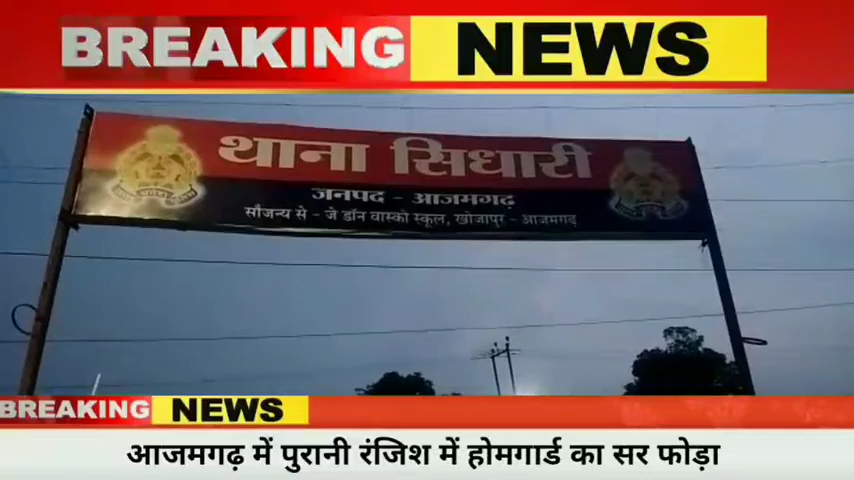 BREAKING NEWS
थाना सिधारी
जनपद - आजमगढ़
सौजन्य से - जे डॉन वास्को स्कूल, खोजापुर - आजमगढ़
BREAKING NEWS
आजमगढ़ में पुरानी रंजिश में होमगार्ड का सर फोड़ा